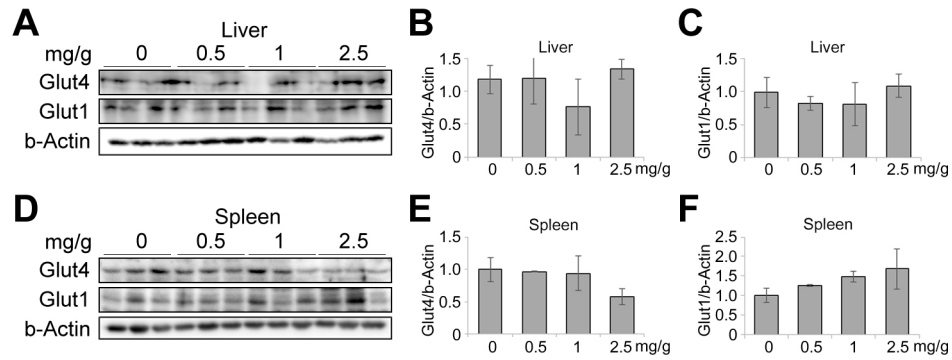 A
Liver
mg/g 0 0.5 1 2.5
Glut4
Glut1
b-Actin
B
Liver
Glut4/b-Actin
1.5
1.0
0.5
0
0 0.5 1 2.5 mg/g
C
Liver
Glut1/b-Actin
1.5
1.0
0.5
0
0 0.5 1 2.5 mg/g
D
Spleen
mg/g 0 0.5 1 2.5
Glut4
Glut1
b-Actin
E
Spleen
Glut4/b-Actin
1.5
1.0
0.5
0
0 0.5 1 2.5 mg/g
F
Spleen
Glut1/b-Actin
2.5
2.0
1.5
1.0
0.5
0
0 0.5 1 2.5 mg/g